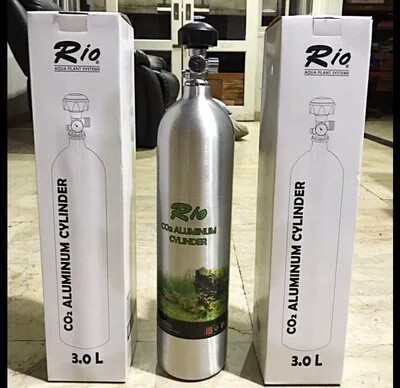 Rio
AQUA PLANT SYSTEMS
CO2 ALUMINUM CYLINDER
3.0 L
Rio
CO2 ALUMINUM
CYLINDER
Rio
AQUA PLANT SYSTEMS
CO2 ALUMINUM CYLINDER
3.0 L